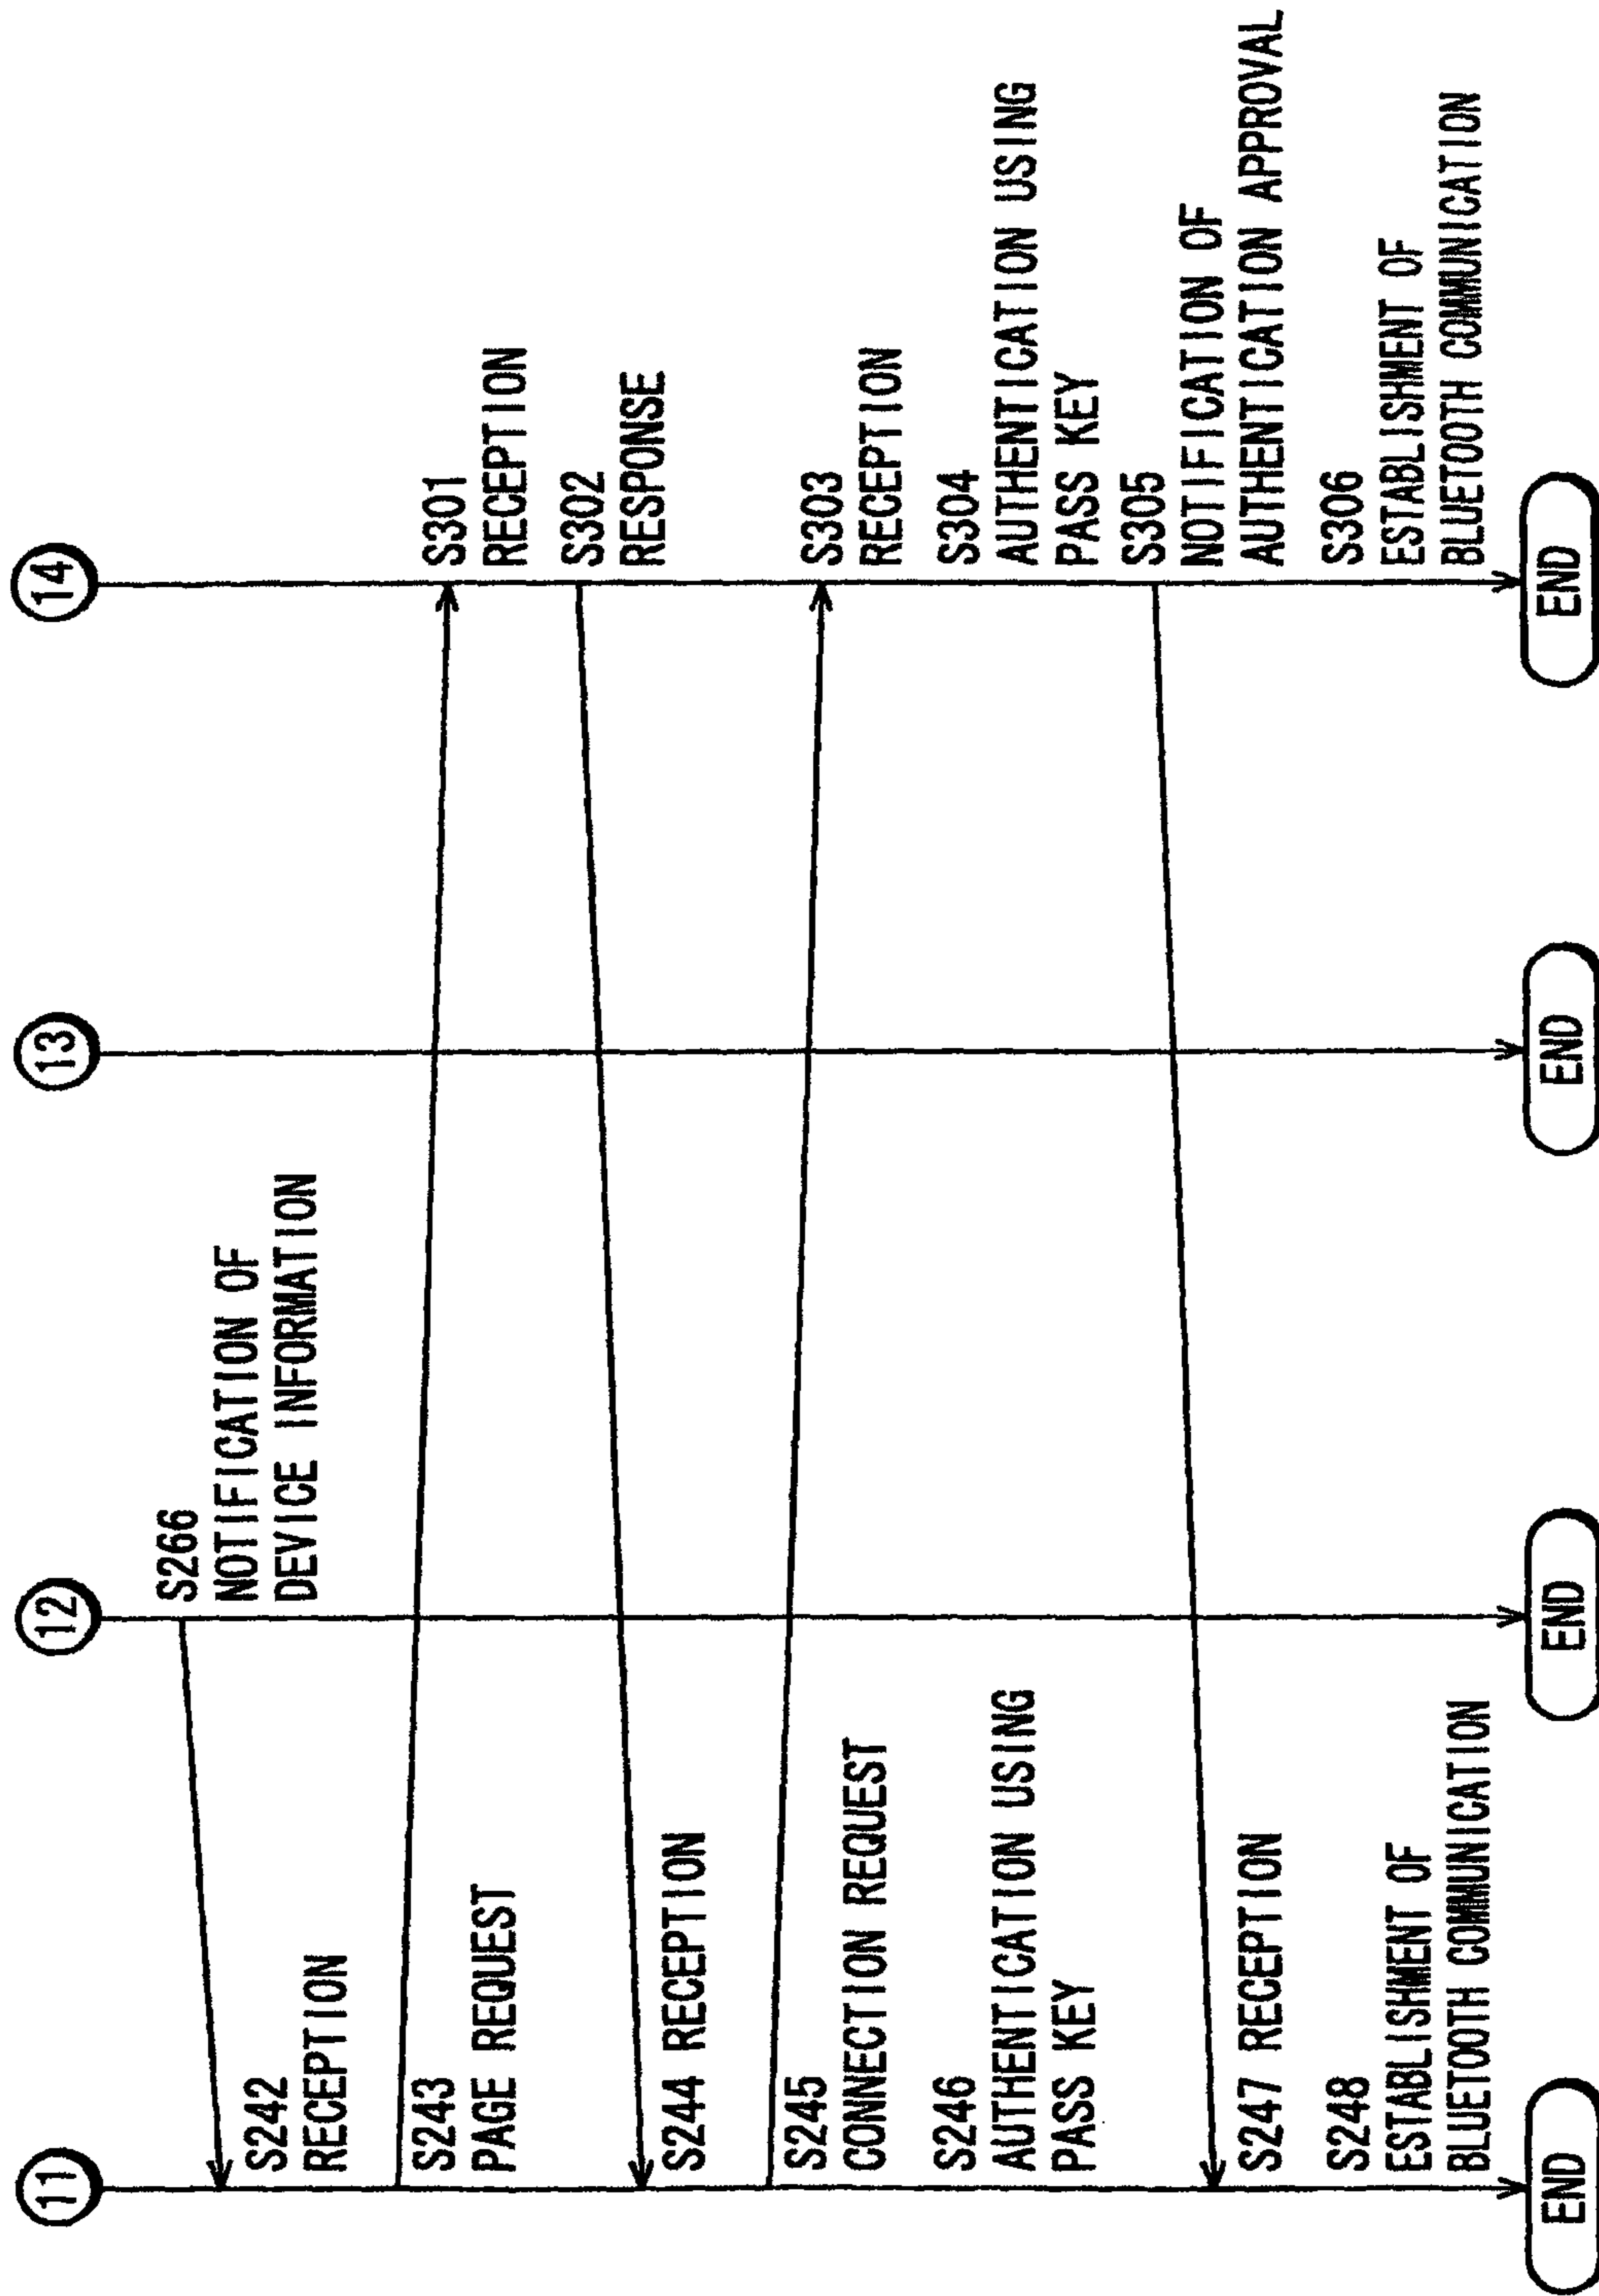 11
12
13
14
S266
NOTIFICATION OF
DEVICE INFORMATION
S242
RECEPTION
S243
PAGE REQUEST
S301
RECEPTION
S302
RESPONSE
S244 RECEPTION
S245
CONNECTION REQUEST
S303
RECEPTION
S246
AUTHENTICATION USING
PASS KEY
S304
AUTHENTICATION USING
PASS KEY
S305
NOTIFICATION OF
AUTHENTICATION APPROVAL
S247 RECEPTION
S248
ESTABLISHMENT OF
BLUETOOTH COMMUNICATION
S306
ESTABLISHMENT OF
BLUETOOTH COMMUNICATION
END
END
END
END